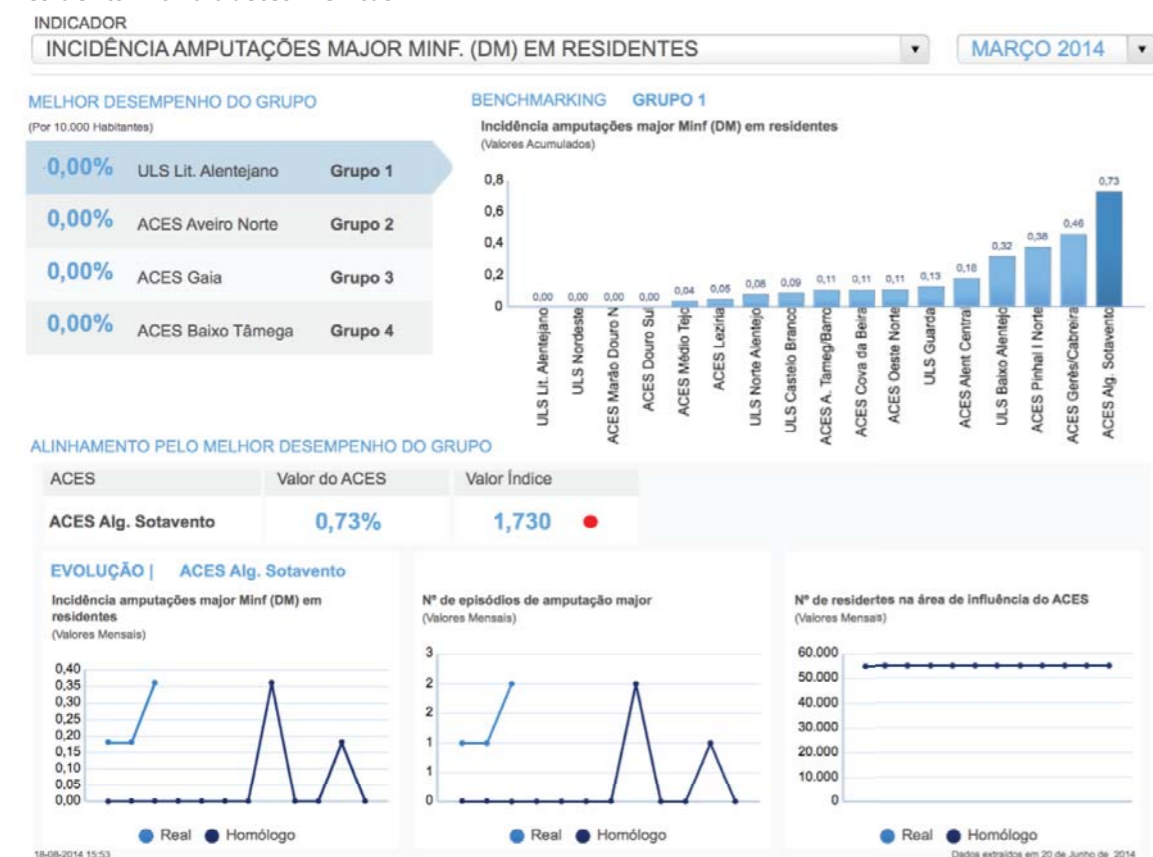 INDICADOR
INCIDÊNCIA AMPUTAÇÕES MAJOR MINF. (DM) EM RESIDENTES
MARÇO 2014
MELHOR DESEMPENHO DO GRUPO
(Por 10.000 Habitantes)
0,00% ULS Lit. Alentejano Grupo 1
0,00% ACES Aveiro Norte Grupo 2
0,00% ACES Gaia Grupo 3
0,00% ACES Baixo Tâmega Grupo 4
BENCHMARKING GRUPO 1
Incidência amputações major Minf (DM) em residentes
(Valores Acumulados)
0,8
0,6
0,4
0,2
0
0,00 0,00 0,00 0,00 0,04 0,05 0,08 0,09 0,11 0,11 0,11 0,13 0,18 0,32 0,38 0,46 0,73
ULS Lit. Alentejano
ULS Nordeste
ACES Marão Douro N
ACES Douro Sul
ACES Médio Tejo
ACES Lezíria
ULS Norte Alentejo
ULS Castelo Branco
ACES A. Tameg/Barro
ACES Cova da Beira
ACES Oeste Norte
ULS Guarda
ACES Alent Central
ULS Baixo Alentejo
ACES Pinhal I Norte
ACES Gerês/Cabreira
ACES Alg. Sotavento
ALINHAMENTO PELO MELHOR DESEMPENHO DO GRUPO
ACES Valor do ACES Valor Índice
ACES Alg. Sotavento 0,73% 1,730
EVOLUÇÃO | ACES Alg. Sotavento
Incidência amputações major Minf (DM) em
residentes
(Valores Mensais)
0,40
0,35
0,30
0,25
0,20
0,15
0,10
0,05
0,00
Real Homólogo
Nº de episódios de amputação major
(Valores Mensais)
3
2
2
1
1
0
Real Homólogo
Nº de residertes na área de influência do ACES
(Valores Mensais)
60.000
50.000
40.000
30.000
20.000
10.000
0
Real Homólogo
18-08-2014 15:53
Dados extraídos em 20 de Junho de 2014